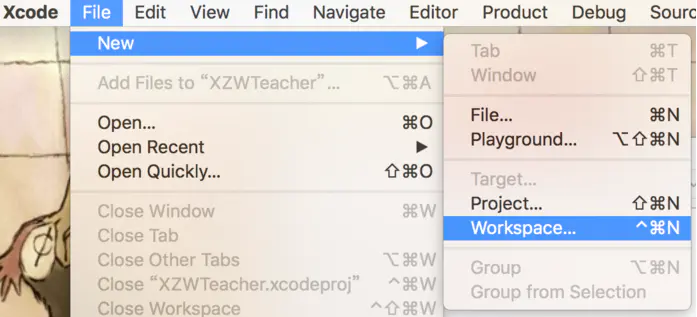 Xcode File Edit View Find Navigate Editor Product Debug Sourc
New ▶
Add Files to “XZWTeacher”... ⌥⌘A
Open... ⌘O
Open Recent ▶
Open Quickly... ⇧⌘O
Close Window ⌘W
Close Tab
Close Other Tabs ⌥⌘W
Close “XZWTeacher.xcodeproj” ^⌘W
Close Workspace ^⇧⌘W
Tab ⌘T
Window ⇧⌘T
File... ⌘N
Playground... ⌥⇧⌘N
Target...
Project... ⇧⌘N
Workspace... ^⌘N
Group ⌥⌘N
Group from Selection